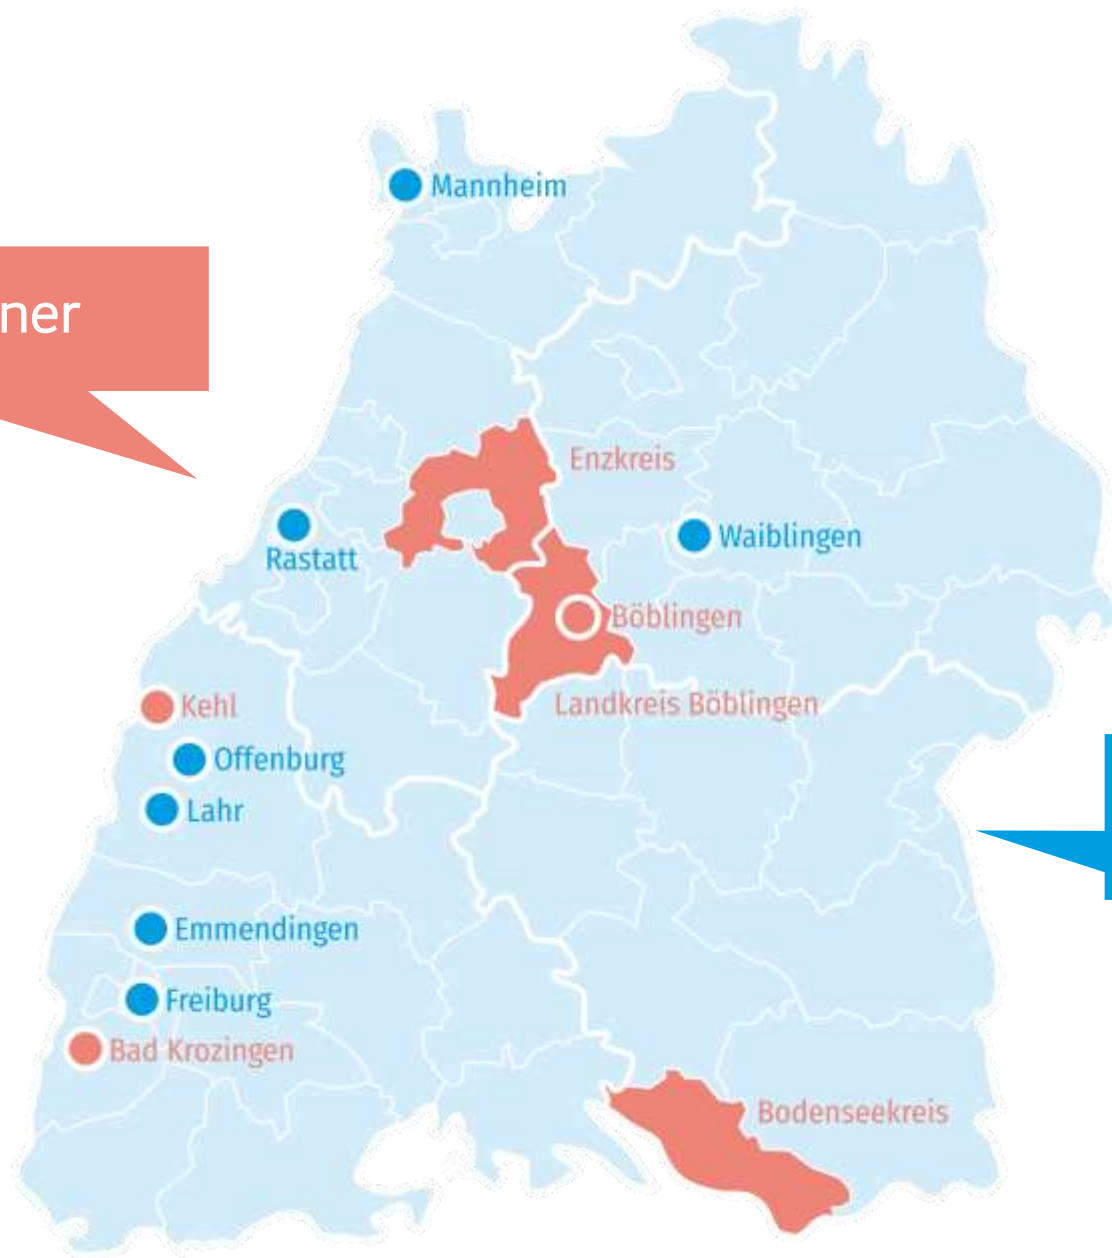 Mannheim
ner
Enzkreis
Waiblingen
Rastatt
Böblingen
Kehl
Landkreis Böblingen
Offenburg
Lahr
Emmendingen
Freiburg
Bad Krozingen
Bodenseekreis